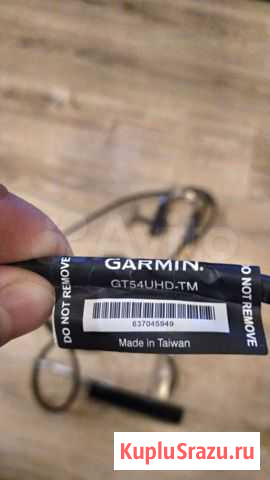 GARMIN.
GT54UHD-TM
637045949
Made in Taiwan
DO NOT REMOVE
DO NOT REMOVE
KupluSrazu.ru